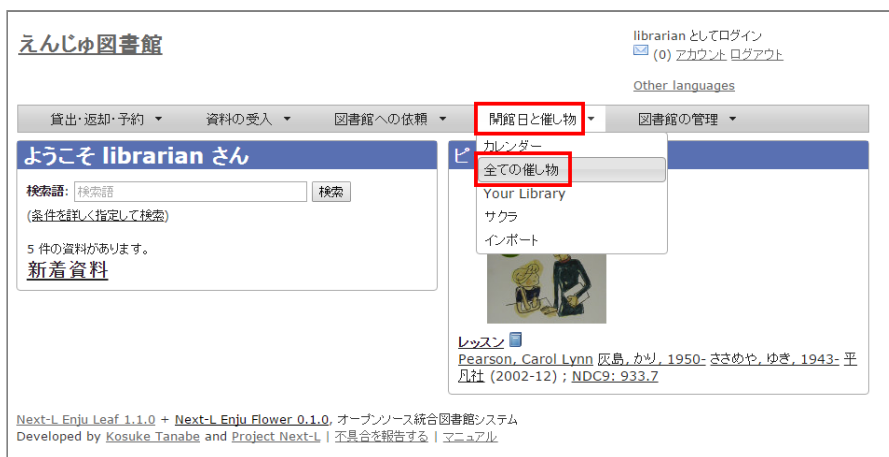 えんじゅ図書館
librarian としてログイン
(0) アカウント ログアウト
Other languages
貸出・返却・予約 ▼ 資料の受入 ▼ 図書館への依頼 ▼ 開館日と催し物 ▼ 図書館の管理 ▼
ようこそ librarian さん
検索語: 検索語 検索
(条件を詳しく指定して検索)
5 件の資料があります。
新着資料
ピ
カレンダー
全ての催し物
Your Library
サクラ
インポート
レッスン
Pearson, Carol Lynn 灰島, かり, 1950- ささめや, ゆき, 1943- 平
凡社 (2002-12) ; NDC9: 933.7
Next-L Enju Leaf 1.1.0 + Next-L Enju Flower 0.1.0, オープンソース統合図書館システム
Developed by Kosuke Tanabe and Project Next-L | 不具合を報告する | マニュアル